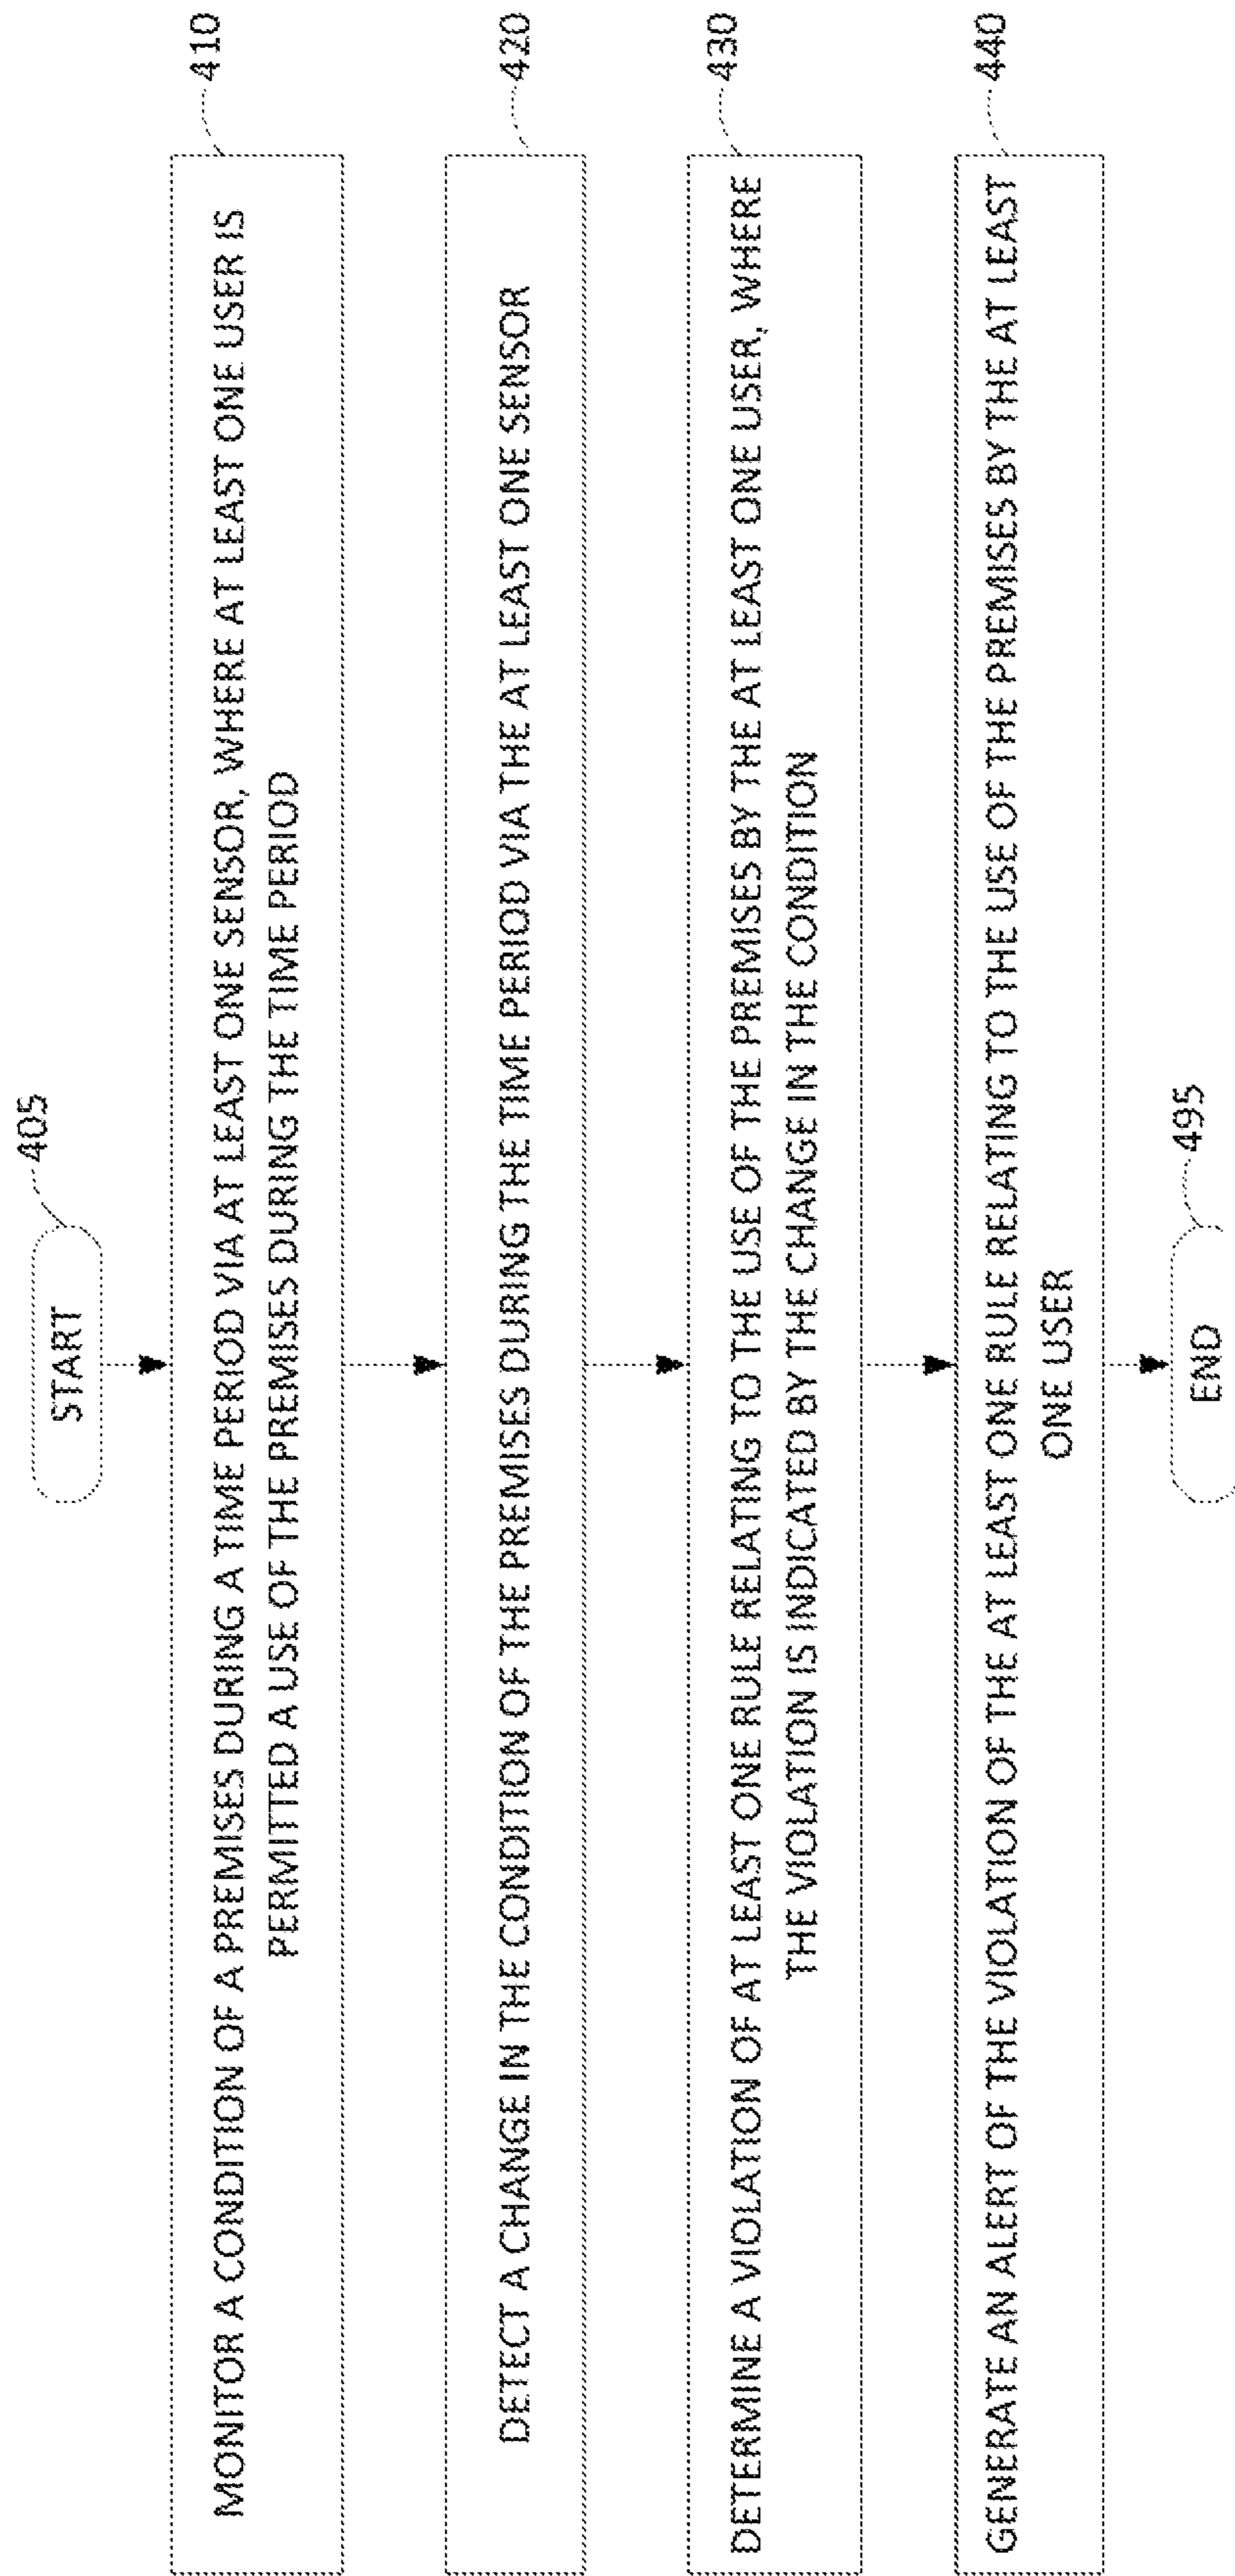 START
405
MONITOR A CONDITION OF A PREMISES DURING A TIME PERIOD VIA AT LEAST ONE SENSOR, WHERE AT LEAST ONE USER IS
PERMITTED A USE OF THE PREMISES DURING THE TIME PERIOD
410
DETECT A CHANGE IN THE CONDITION OF THE PREMISES DURING THE TIME PERIOD VIA THE AT LEAST ONE SENSOR
420
DETERMINE A VIOLATION OF AT LEAST ONE RULE RELATING TO THE USE OF THE PREMISES BY THE AT LEAST ONE USER, WHERE
THE VIOLATION IS INDICATED BY THE CHANGE IN THE CONDITION
430
GENERATE AN ALERT OF THE VIOLATION OF THE AT LEAST ONE RULE RELATING TO THE USE OF THE PREMISES BY THE AT LEAST
ONE USER
440
END
495